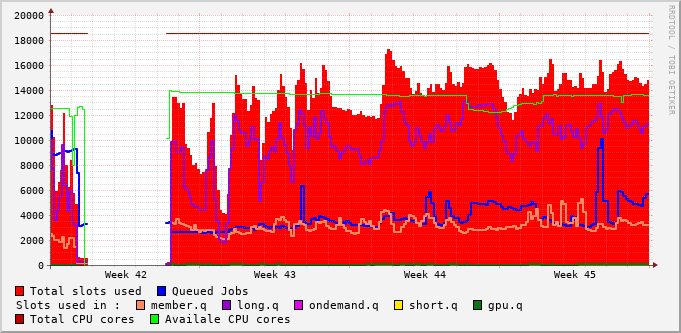 20000
18000
16000
14000
12000
10000
8000
6000
4000
2000
0
Week 42 Week 43 Week 44 Week 45
RRDTOOL / TOBI OETIKER
Total slots used Queued Jobs
Slots used in : member.q long.q ondemand.q short.q gpu.q
Total CPU cores Availale CPU cores